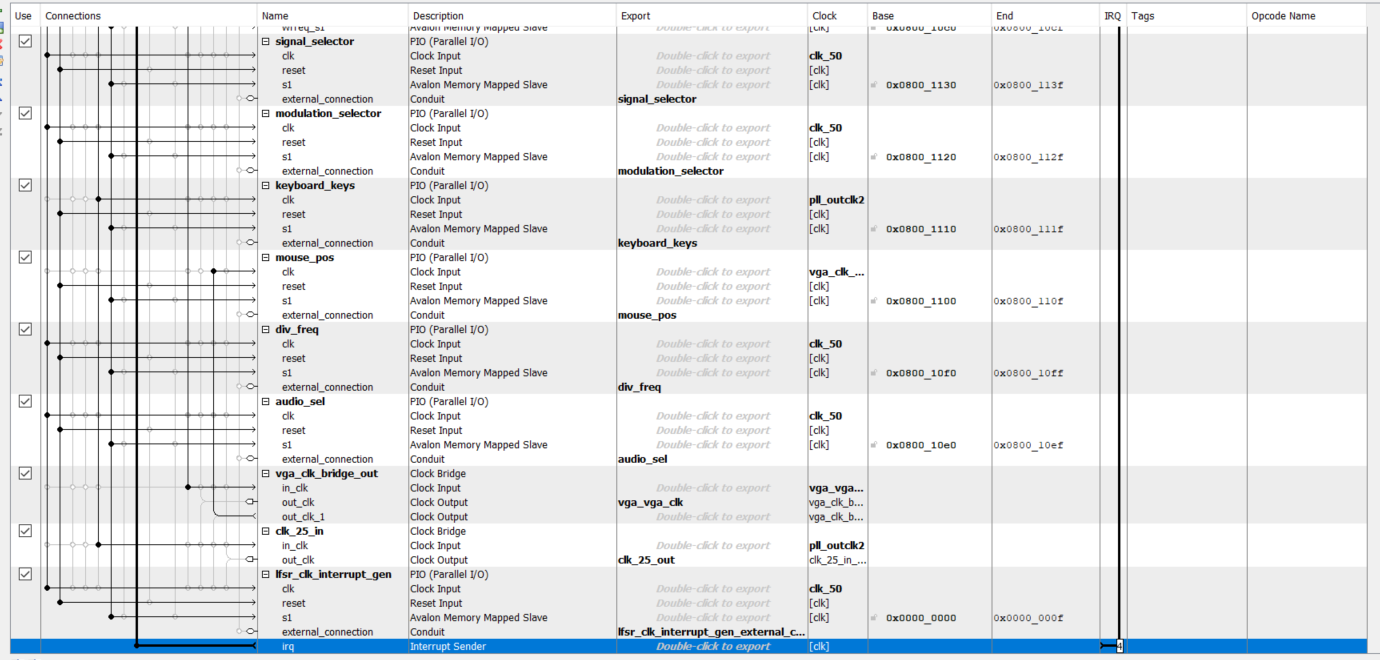 Use Connections Name Description Export Clock Base End IRQ Tags Opcode Name
wrreq_s1 Avalon Memory Mapped Slave Double-click to export [clk]
signal_selector PIO (Parallel I/O)
clk Clock Input Double-click to export clk_50
reset Reset Input Double-click to export [clk]
s1 Avalon Memory Mapped Slave Double-click to export [clk] 0x0800_1130 0x0800_113f
external_connection Conduit signal_selector
modulation_selector PIO (Parallel I/O)
clk Clock Input Double-click to export clk_50
reset Reset Input Double-click to export [clk]
s1 Avalon Memory Mapped Slave Double-click to export [clk] 0x0800_1120 0x0800_112f
external_connection Conduit modulation_selector
keyboard_keys PIO (Parallel I/O)
clk Clock Input Double-click to export pll_outclk2
reset Reset Input Double-click to export [clk]
s1 Avalon Memory Mapped Slave Double-click to export [clk] 0x0800_1110 0x0800_111f
external_connection Conduit keyboard_keys
mouse_pos PIO (Parallel I/O)
clk Clock Input Double-click to export vga_clk_...
reset Reset Input Double-click to export [clk]
s1 Avalon Memory Mapped Slave Double-click to export [clk] 0x0800_1100 0x0800_110f
external_connection Conduit mouse_pos
div_freq PIO (Parallel I/O)
clk Clock Input Double-click to export clk_50
reset Reset Input Double-click to export [clk]
s1 Avalon Memory Mapped Slave Double-click to export [clk] 0x0800_10f0 0x0800_10ff
external_connection Conduit div_freq
audio_sel PIO (Parallel I/O)
clk Clock Input Double-click to export clk_50
reset Reset Input Double-click to export [clk]
s1 Avalon Memory Mapped Slave Double-click to export [clk] 0x0800_10e0 0x0800_10ef
external_connection Conduit audio_sel
vga_clk_bridge_out Clock Bridge
in_clk Clock Input Double-click to export vga_vga...
out_clk Clock Output vga_vga_clk vga_clk_b...
out_clk_1 Clock Output Double-click to export vga_clk_b...
clk_25_in Clock Bridge
in_clk Clock Input Double-click to export pll_outclk2
out_clk Clock Output clk_25_out clk_25_in_...
lfsr_clk_interrupt_gen PIO (Parallel I/O)
clk Clock Input Double-click to export clk_50
reset Reset Input Double-click to export [clk]
s1 Avalon Memory Mapped Slave Double-click to export [clk] 0x0000_0000 0x0000_000f
external_connection Conduit lfsr_clk_interrupt_gen_external_c...
irq Interrupt Sender Double-click to export [clk] 4